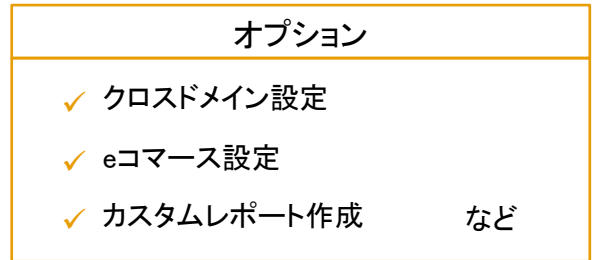 オプション
✓ クロスドメイン設定
✓ eコマース設定
✓ カスタムレポート作成 など